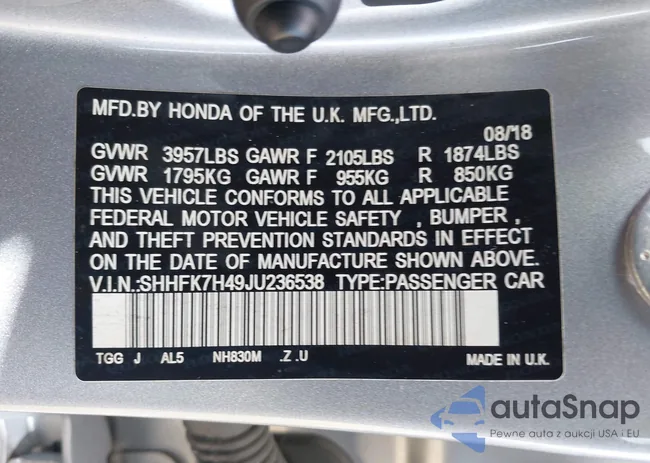 MFD.BY HONDA OF THE U.K. MFG.,LTD.
08/18
GVWR 3957LBS GAWR F 2105LBS R 1874LBS
GVWR 1795KG GAWR F 955KG R 850KG
THIS VEHICLE CONFORMS TO ALL APPLICABLE
FEDERAL MOTOR VEHICLE SAFETY , BUMPER ,
AND THEFT PREVENTION STANDARDS IN EFFECT
ON THE DATE OF MANUFACTURE SHOWN ABOVE.
V.I.N.:SHHFK7H49JU236538 TYPE:PASSENGER CAR
TGG J AL5 NH830M .Z .U
MADE IN U.K.
autaSnap
Pewne auta z aukcji USA i EU